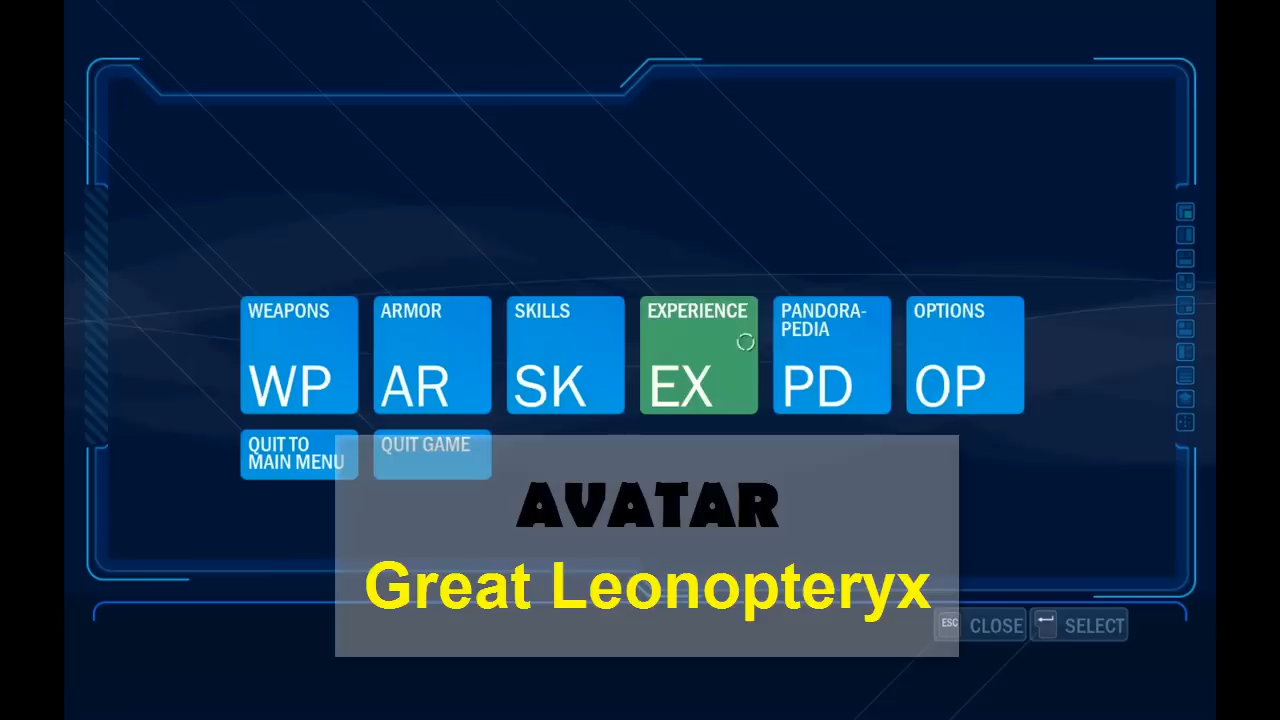 WEAPONS
WP
ARMOR
AR
SKILLS
SK
EXPERIENCE
EX
PANDORA-
PEDIA
PD
OPTIONS
OP
QUIT TO
MAIN MENU
QUIT GAME
AVATAR
Great Leonopteryx
ESC CLOSE SELECT